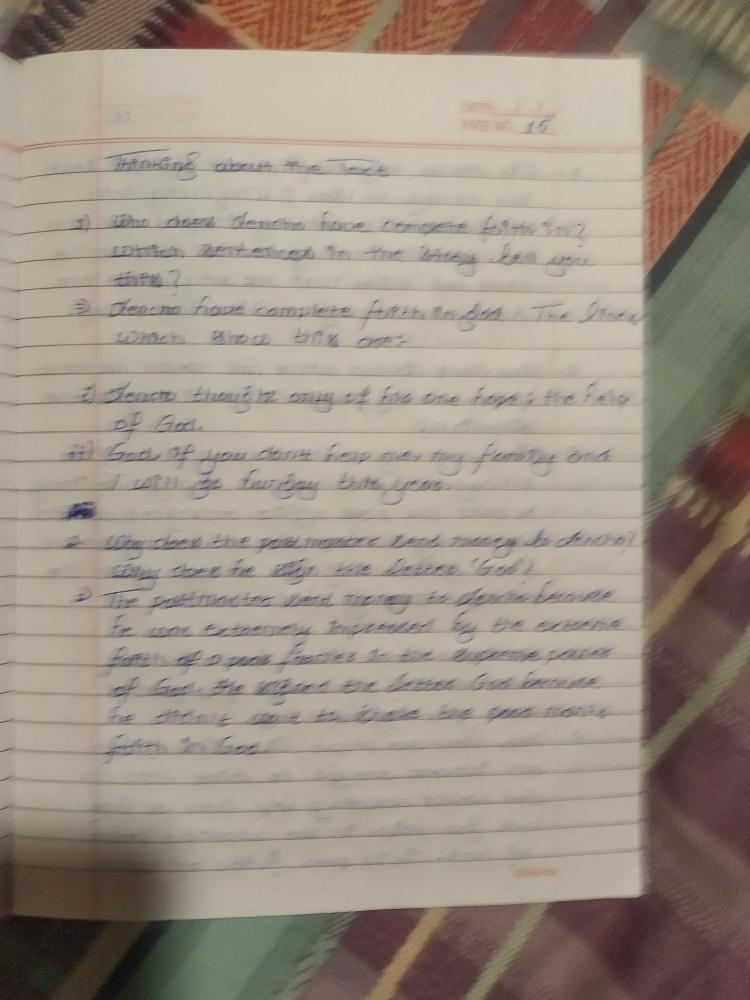 DATE: / /
PAGE NO. 15
Thinking about the Text
1) Who does Lencho have compete faith in?
which sentences in the story tell you
this?
⇒ Lencho have complete faith in God. The lines
which show this are:-
i) Lencho thought only of his one hope; the help
of God.
ii) God, if you don't help me, my family and
I will go hungry this year.
2. Why does the postmaster send money to Lencho?
Why does he sign the letter 'God'?
⇒ The postmaster send money to Lencho because
he was extremely impressed by the extreme
faith of a poor farmer in the supreme power
of God. He signed the letter God because
he didn't want to shake the poor man's
faith in God.